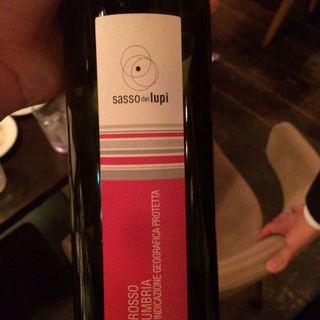 sasso dei lupi
ROSSO
UMBRIA
INDICAZIONE GEOGRAFICA PROTETTA